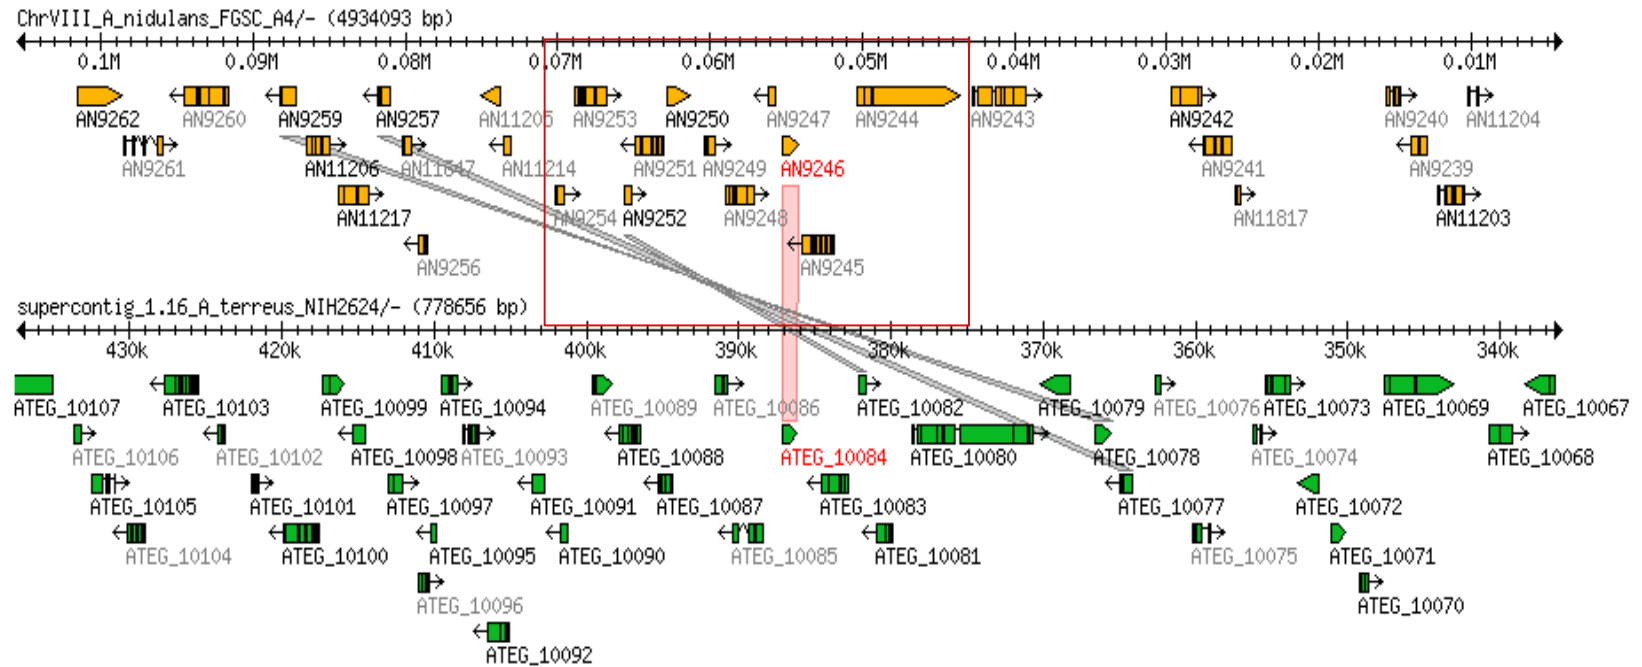 ChrVIII_A_nidulans_FGSC_A4/- (4934093 bp)
0.1M 0.09M 0.08M 0.07M 0.06M 0.05M 0.04M 0.03M 0.02M 0.01M
AN9262 AN9260 AN9259 AN9257 AN11205 AN9253 AN9250 AN9247 AN9244 AN9243 AN9242 AN9240 AN11204
AN9261 AN11206 AN11647 AN11214 AN9251 AN9249 AN9246 AN9241 AN9239
AN11217 AN9254 AN9252 AN9248 AN11817 AN11203
AN9256 AN9245
supercontig_1.16_A_terreus_NIH2624/- (778656 bp)
430k 420k 410k 400k 390k 380k 370k 360k 350k 340k
ATEG_10107 ATEG_10103 ATEG_10099 ATEG_10094 ATEG_10089 ATEG_10086 ATEG_10082 ATEG_10079 ATEG_10076 ATEG_10073 ATEG_10069 ATEG_10067
ATEG_10106 ATEG_10102 ATEG_10098 ATEG_10093 ATEG_10088 ATEG_10084 ATEG_10080 ATEG_10078 ATEG_10074 ATEG_10068
ATEG_10105 ATEG_10101 ATEG_10097 ATEG_10091 ATEG_10087 ATEG_10083 ATEG_10077 ATEG_10072
ATEG_10104 ATEG_10100 ATEG_10095 ATEG_10090 ATEG_10085 ATEG_10081 ATEG_10075 ATEG_10071
ATEG_10096 ATEG_10070
ATEG_10092